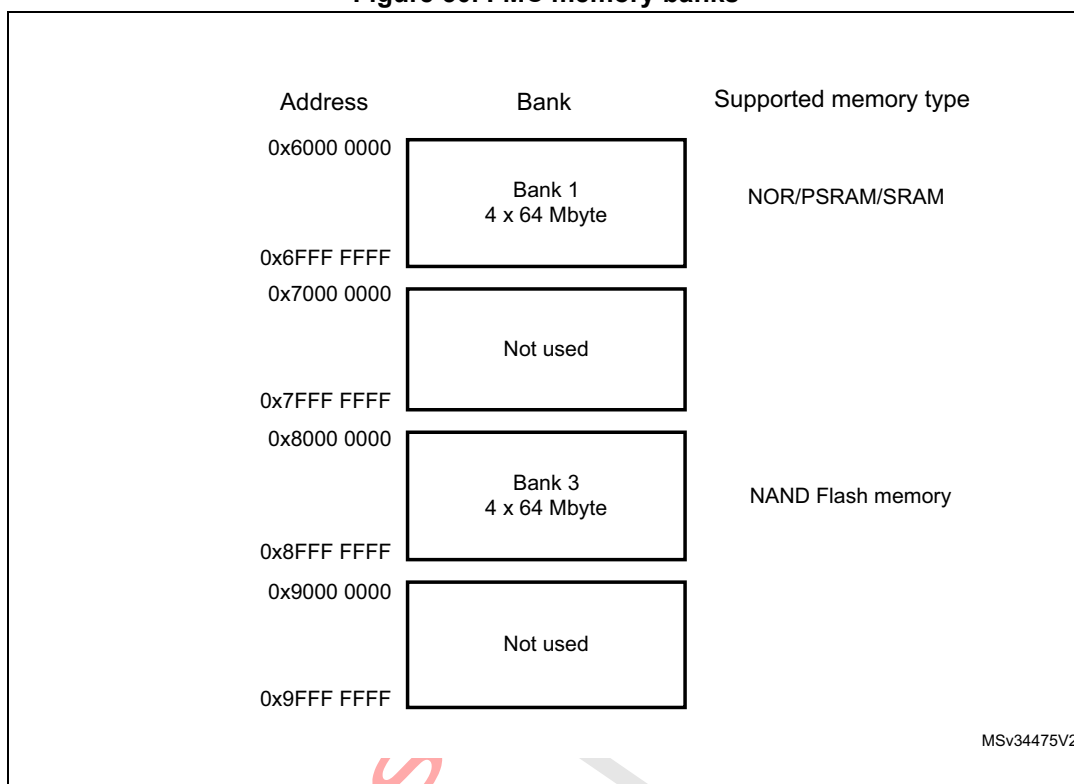 Address Bank Supported memory type
0x6000 0000
Bank 1
4 x 64 Mbyte
NOR/PSRAM/SRAM
0x6FFF FFFF
0x7000 0000
Not used
0x7FFF FFFF
0x8000 0000
Bank 3
4 x 64 Mbyte
NAND Flash memory
0x8FFF FFFF
0x9000 0000
Not used
0x9FFF FFFF
MSv34475V2